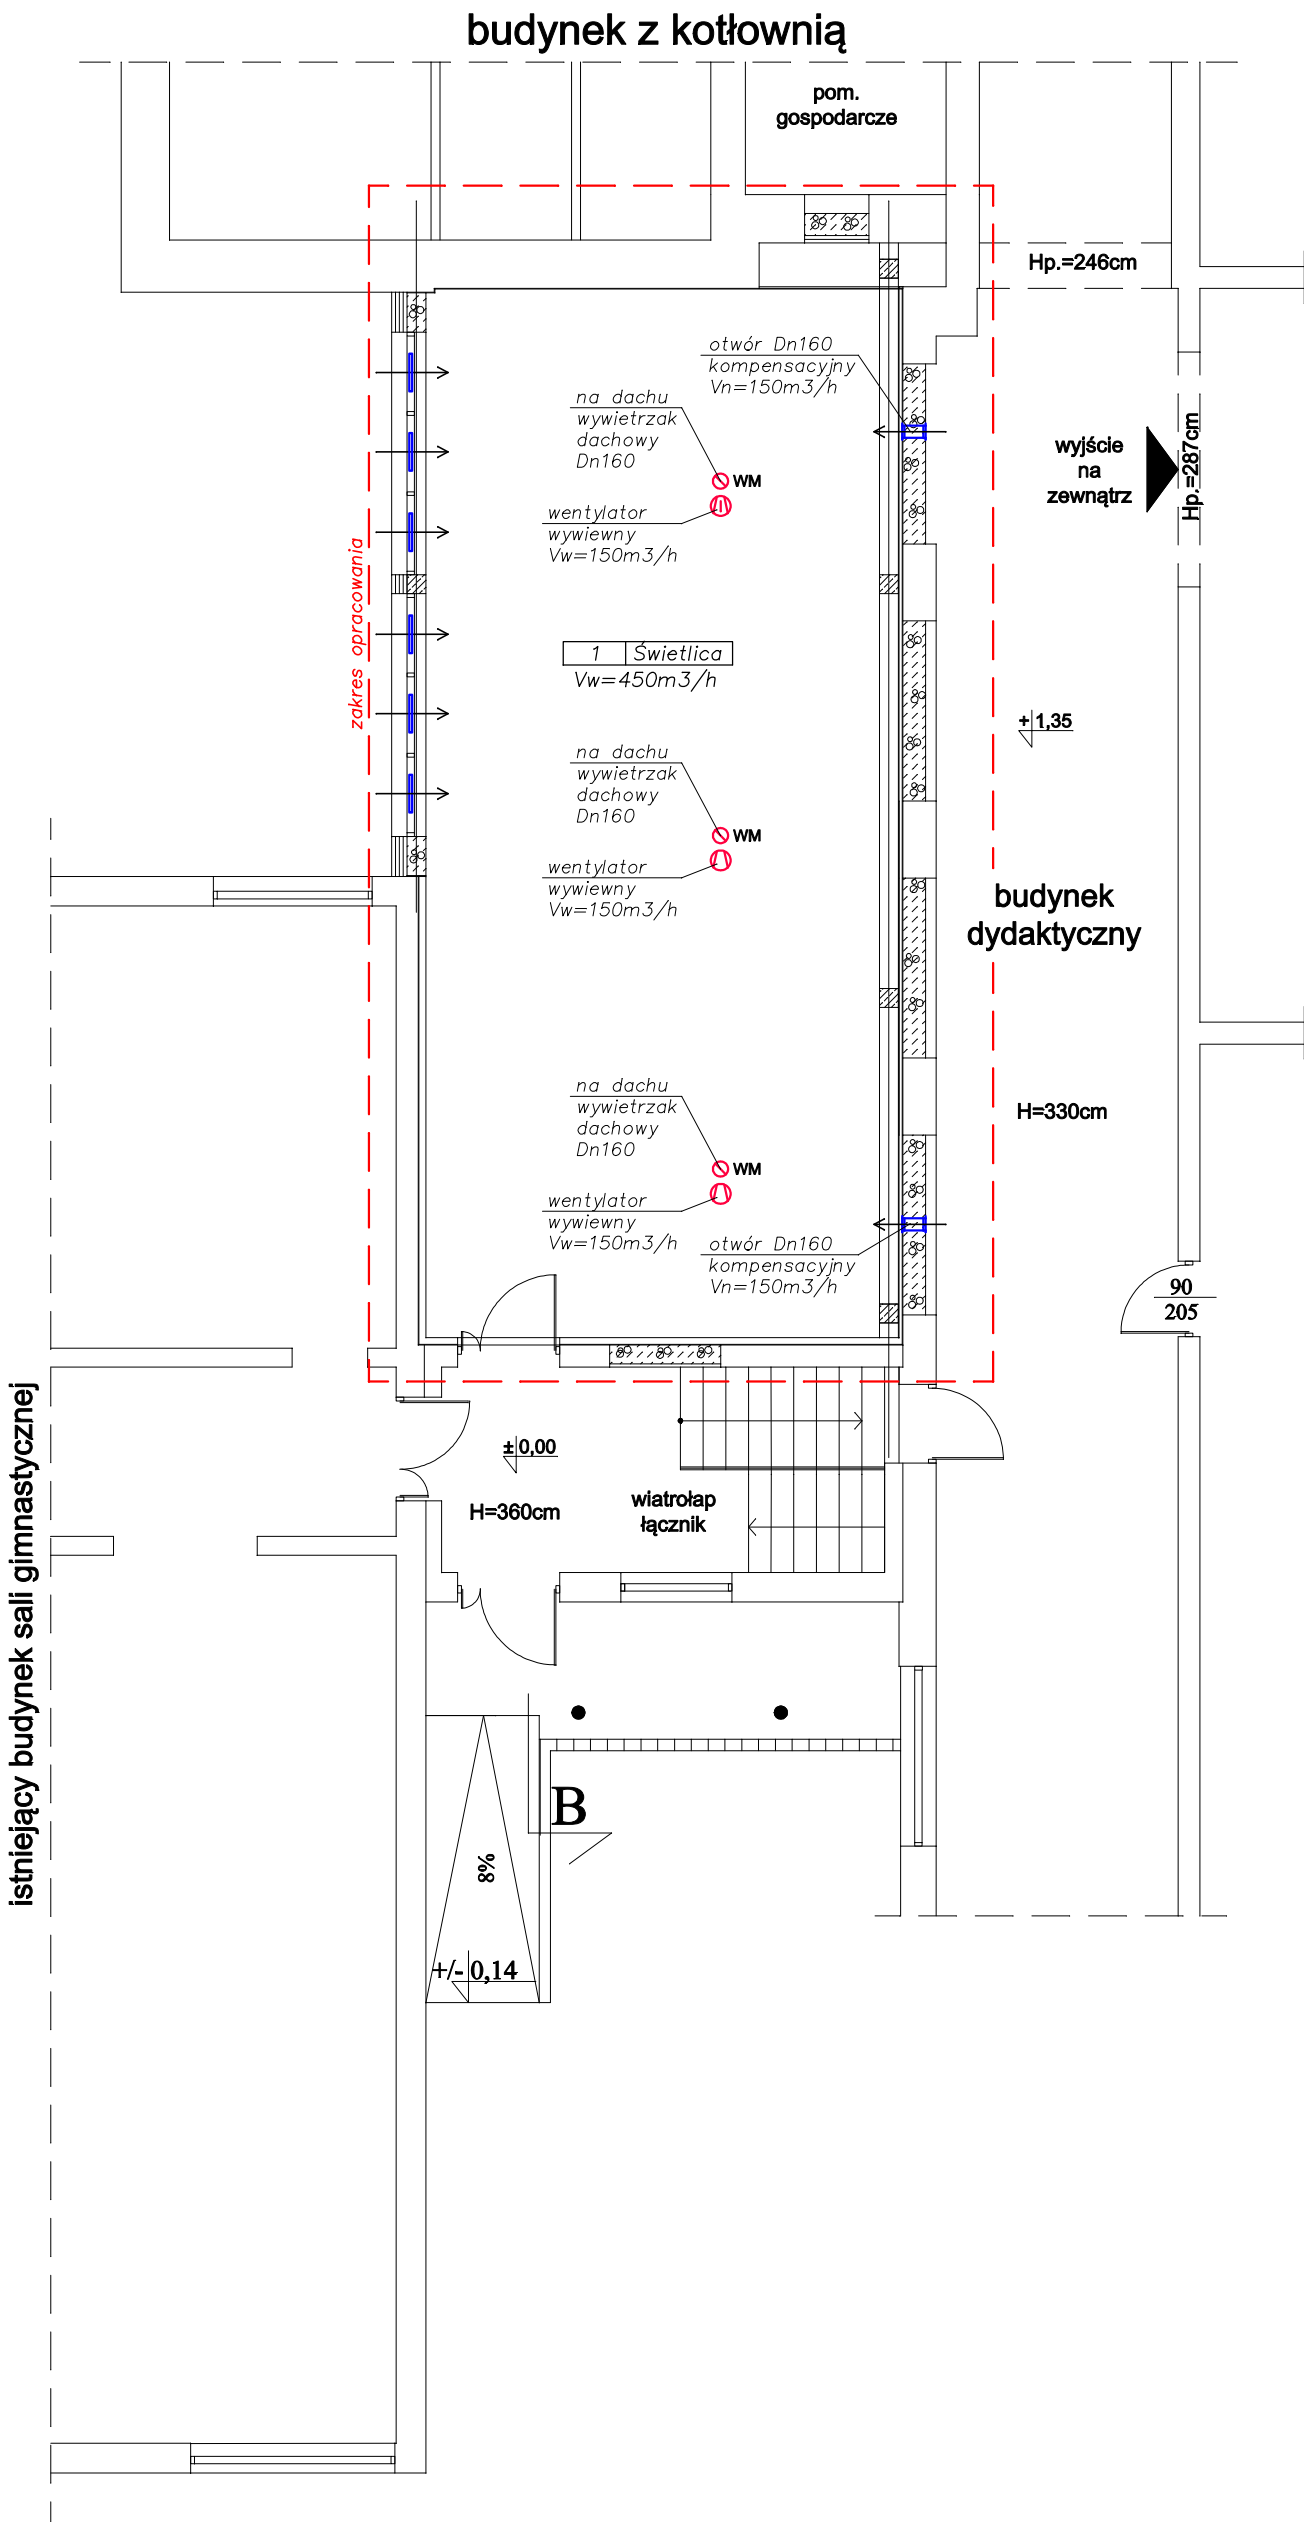 budynek z kotłownią
pom.
gospodarcze
Hp.=246cm
otwór Dn160
kompensacyjny
Vn=150m3/h
na dachu
wywietrzak
dachowy
Dn160
WM
wentylator
wywiewny
Vw=150m3/h
wyjście
na
zewnątrz
Hp.=287cm
zakres opracowania
1 Świetlica
Vw=450m3/h
+1,35
na dachu
wywietrzak
dachowy
Dn160
WM
wentylator
wywiewny
Vw=150m3/h
budynek
dydaktyczny
na dachu
wywietrzak
dachowy
Dn160
WM
H=330cm
wentylator
wywiewny
Vw=150m3/h
otwór Dn160
kompensacyjny
Vn=150m3/h
90
205
±0,00
H=360cm
wiatrołap
łącznik
istniejący budynek sali gimnastycznej
B
8%
+/-0,14